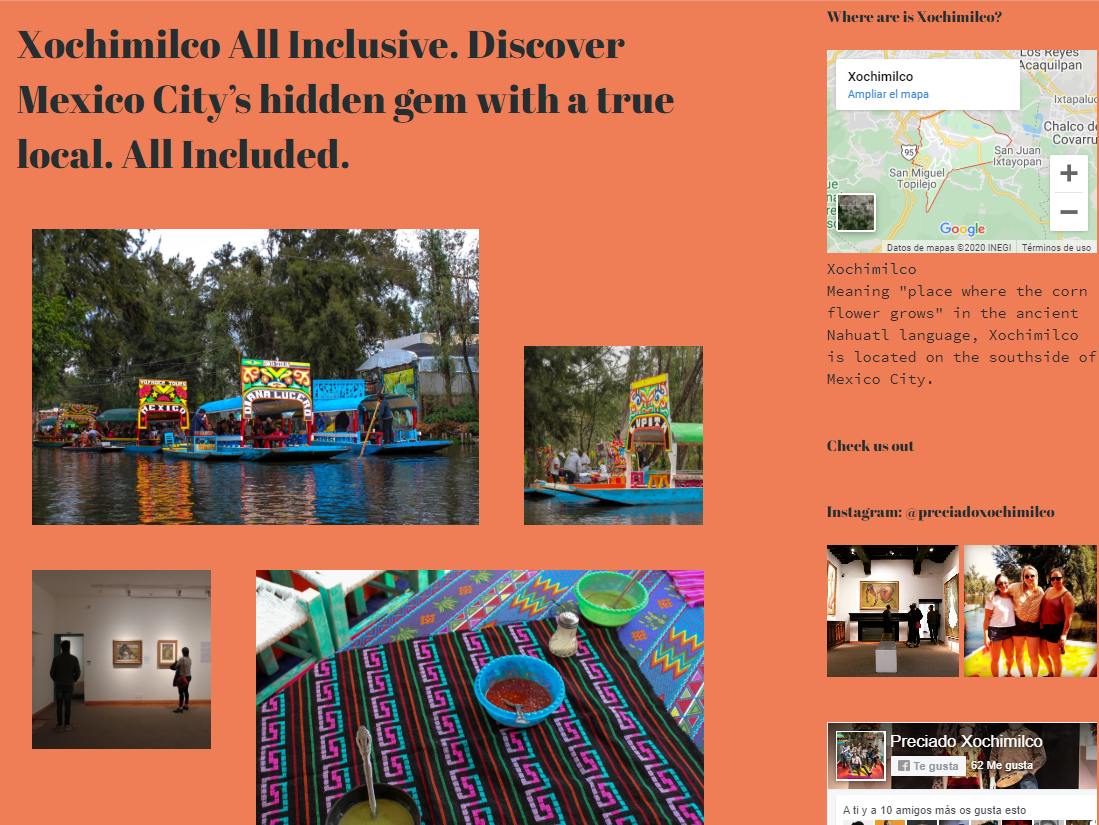 Xochimilco All Inclusive. Discover
Mexico City’s hidden gem with a true
local. All Included.
VOYAGER TOURS
MEXICO
DIANA LUCERO
Where are is Xochimilco?
Los Reyes
Acaquilpan
Xochimilco
Ampliar el mapa
Ixtapaluc
Chalco de
Covarru
95
San Juan
Ixtayopan
San Miguel
Topilejo
Google
Datos de mapas ©2020 INEGI
Términos de uso
Xochimilco
Meaning "place where the corn
flower grows" in the ancient
Nahuatl language, Xochimilco
is located on the southside of
Mexico City.
Check us out
Instagram: @preciadoxochimilco
Preciado Xochimilco
Te gusta
62 Me gusta
A ti y a 10 amigos más os gusta esto